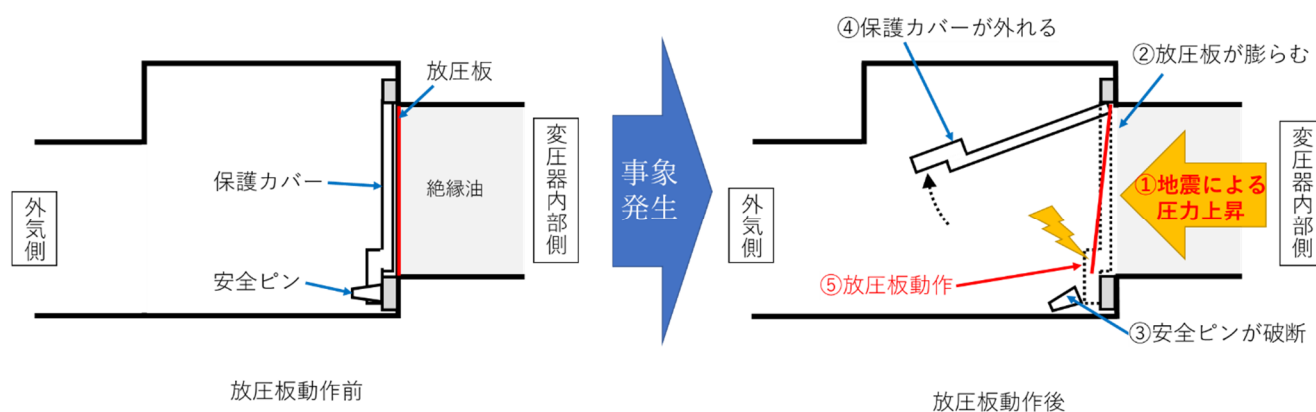 放圧板
保護カバー
絶縁油
変圧器内部側
外気側
安全ピン
放圧板動作前
事象
発生
④保護カバーが外れる
②放圧板が膨らむ
①地震による
圧力上昇
変圧器内部側
外気側
⑤放圧板動作
③安全ピンが破断
放圧板動作後